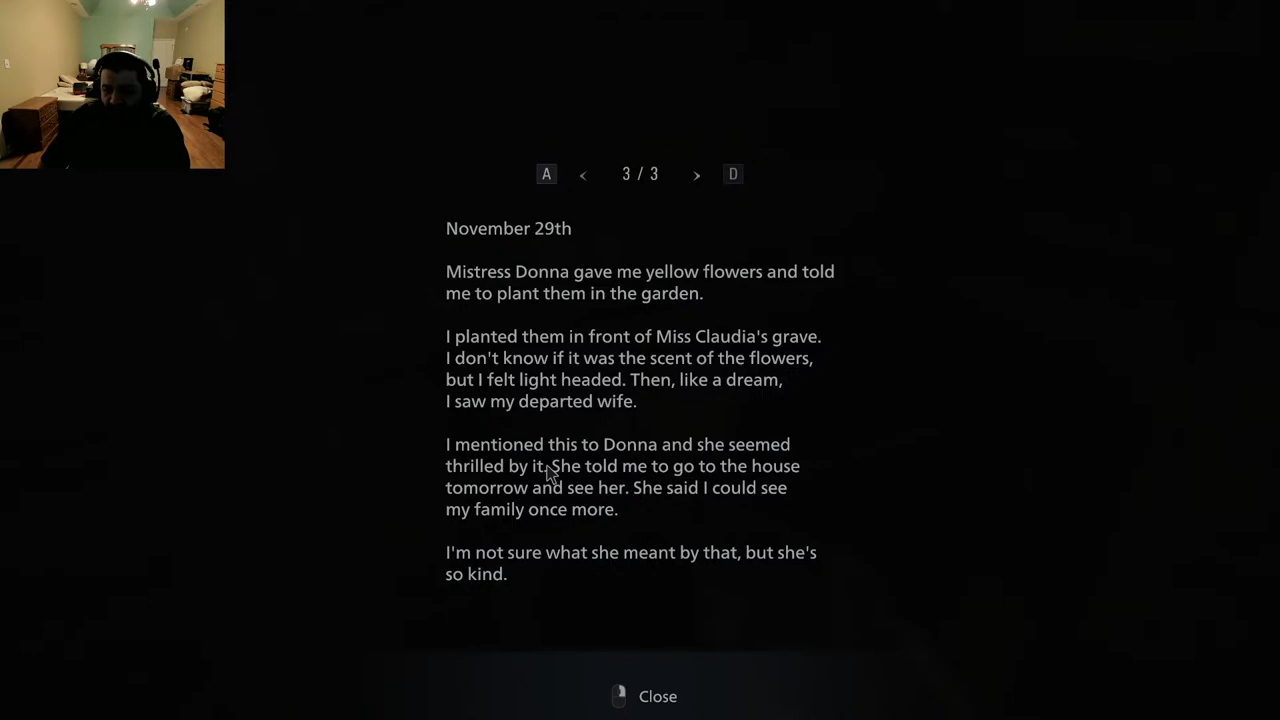 A < 3 / 3 > D
November 29th
Mistress Donna gave me yellow flowers and told
me to plant them in the garden.
I planted them in front of Miss Claudia's grave.
I don't know if it was the scent of the flowers,
but I felt light headed. Then, like a dream,
I saw my departed wife.
I mentioned this to Donna and she seemed
thrilled by it. She told me to go to the house
tomorrow and see her. She said I could see
my family once more.
I'm not sure what she meant by that, but she's
so kind.
Close